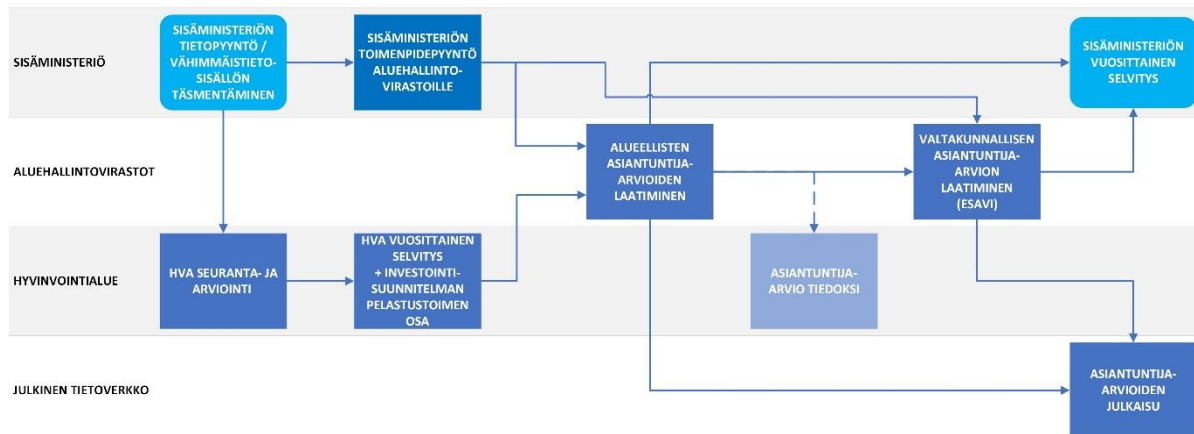 SISÄMINISTERIÖ
SISÄMINISTERIÖN
TIETOPYYNTÖ /
VÄHIMMÄISTIETO-
SISÄLLÖN
TÄSMENTÄMINEN
SISÄMINISTERIÖN
TOIMENPIDEPYYNTÖ
ALUEHALLINTO-
VIRASTOILLE
SISÄMINISTERIÖN
VUOSITTAINEN
SELVITYS
ALUEHALLINTOVIRASTOT
ALUEELLISTEN
ASIANTUNTIJA-
ARVIOIDEN
LAATIMINEN
VALTAKUNNALLISEN
ASIANTUNTIJA-
ARVION
LAATIMINEN
(ESAVI)
HYVINVOINTIALUE
HVA SEURANTA- JA
ARVIOINTI
HVA VUOSITTAINEN
SELVITYS
+ INVESTOINTI-
SUUNNITELMAN
PELASTUSTOIMEN
OSA
ASIANTUNTIJA-
ARVIO TIEDOKSI
JULKINEN TIETOVERKKO
ASIANTUNTIJA-
ARVIOIDEN
JULKAISU